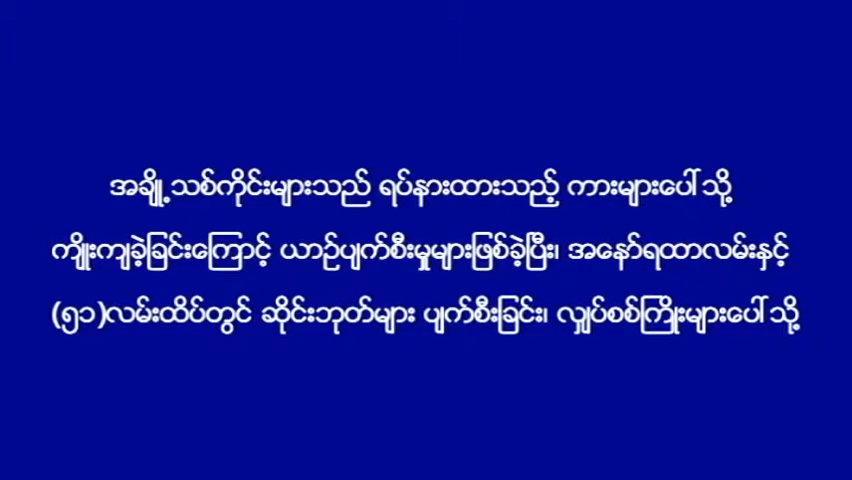 အချို့သစ်ကိုင်းများသည် ရပ်နားထားသည့် ကားများပေါ်သို့
ကျိုးကျခဲ့ခြင်းကြောင့် ယာဉ်ပျက်စီးမှုများဖြစ်ခဲ့ပြီး၊ အနော်ရထာလမ်းနှင့်
(၅၁)လမ်းထိပ်တွင် ဆိုင်းဘုတ်များ ပျက်စီးခြင်း၊ လျှပ်စစ်ကြိုးများပေါ်သို့